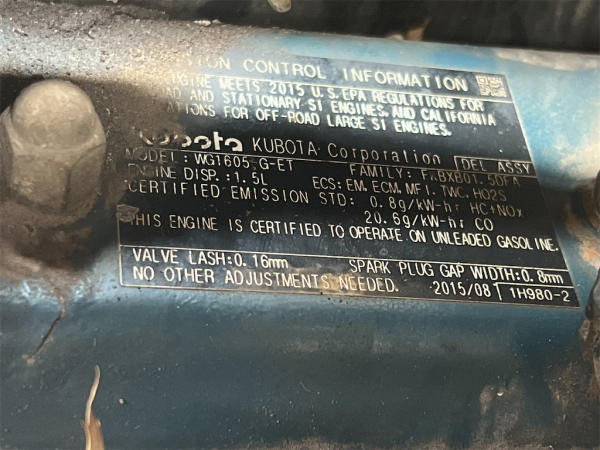 CONTROL INFORMATION
ENGINE MEETS 2015 U.S. EPA REGULATIONS FOR
AND STATIONARY SI ENGINES, AND CALIFORNIA
FOR OFF-ROAD LARGE SI ENGINES.
Kubota KUBOTA Corporation DEL ASSY
MODEL: WG1605-G-ET FAMILY:
ENGINE DISP.: 1.5L ECS: EM, ECM, MFI, TWC, HO2S
CERTIFIED EMISSION STD: 0.8g/kW-hr HC+NOx
20.6g/kW-hr CO
THIS ENGINE IS CERTIFIED TO OPERATE ON UNLEADED GASOLINE.
VALVE LASH: 0.16mm SPARK PLUG GAP WIDTH: 0.8mm
NO OTHER ADJUSTMENTS NEEDED. 2015/08 1H980-2